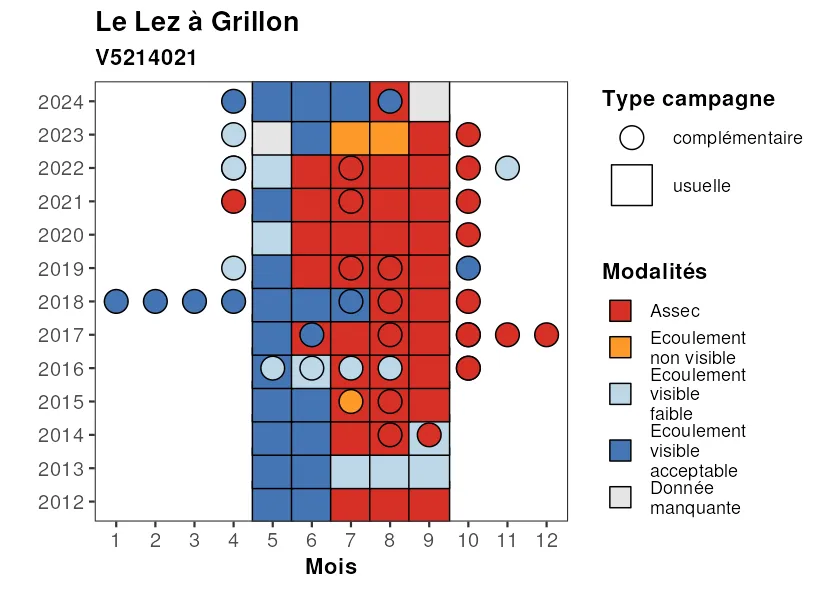 Le Lez à Grillon
V5214021
2024
2023
2022
2021
2020
2019
2018
2017
2016
2015
2014
2013
2012
1 2 3 4 5 6 7 8 9 10 11 12
Mois
Type campagne
complémentaire
usuelle
Modalités
Assec
Ecoulement
non visible
Ecoulement
visible
faible
Ecoulement
visible
acceptable
Donnée
manquante